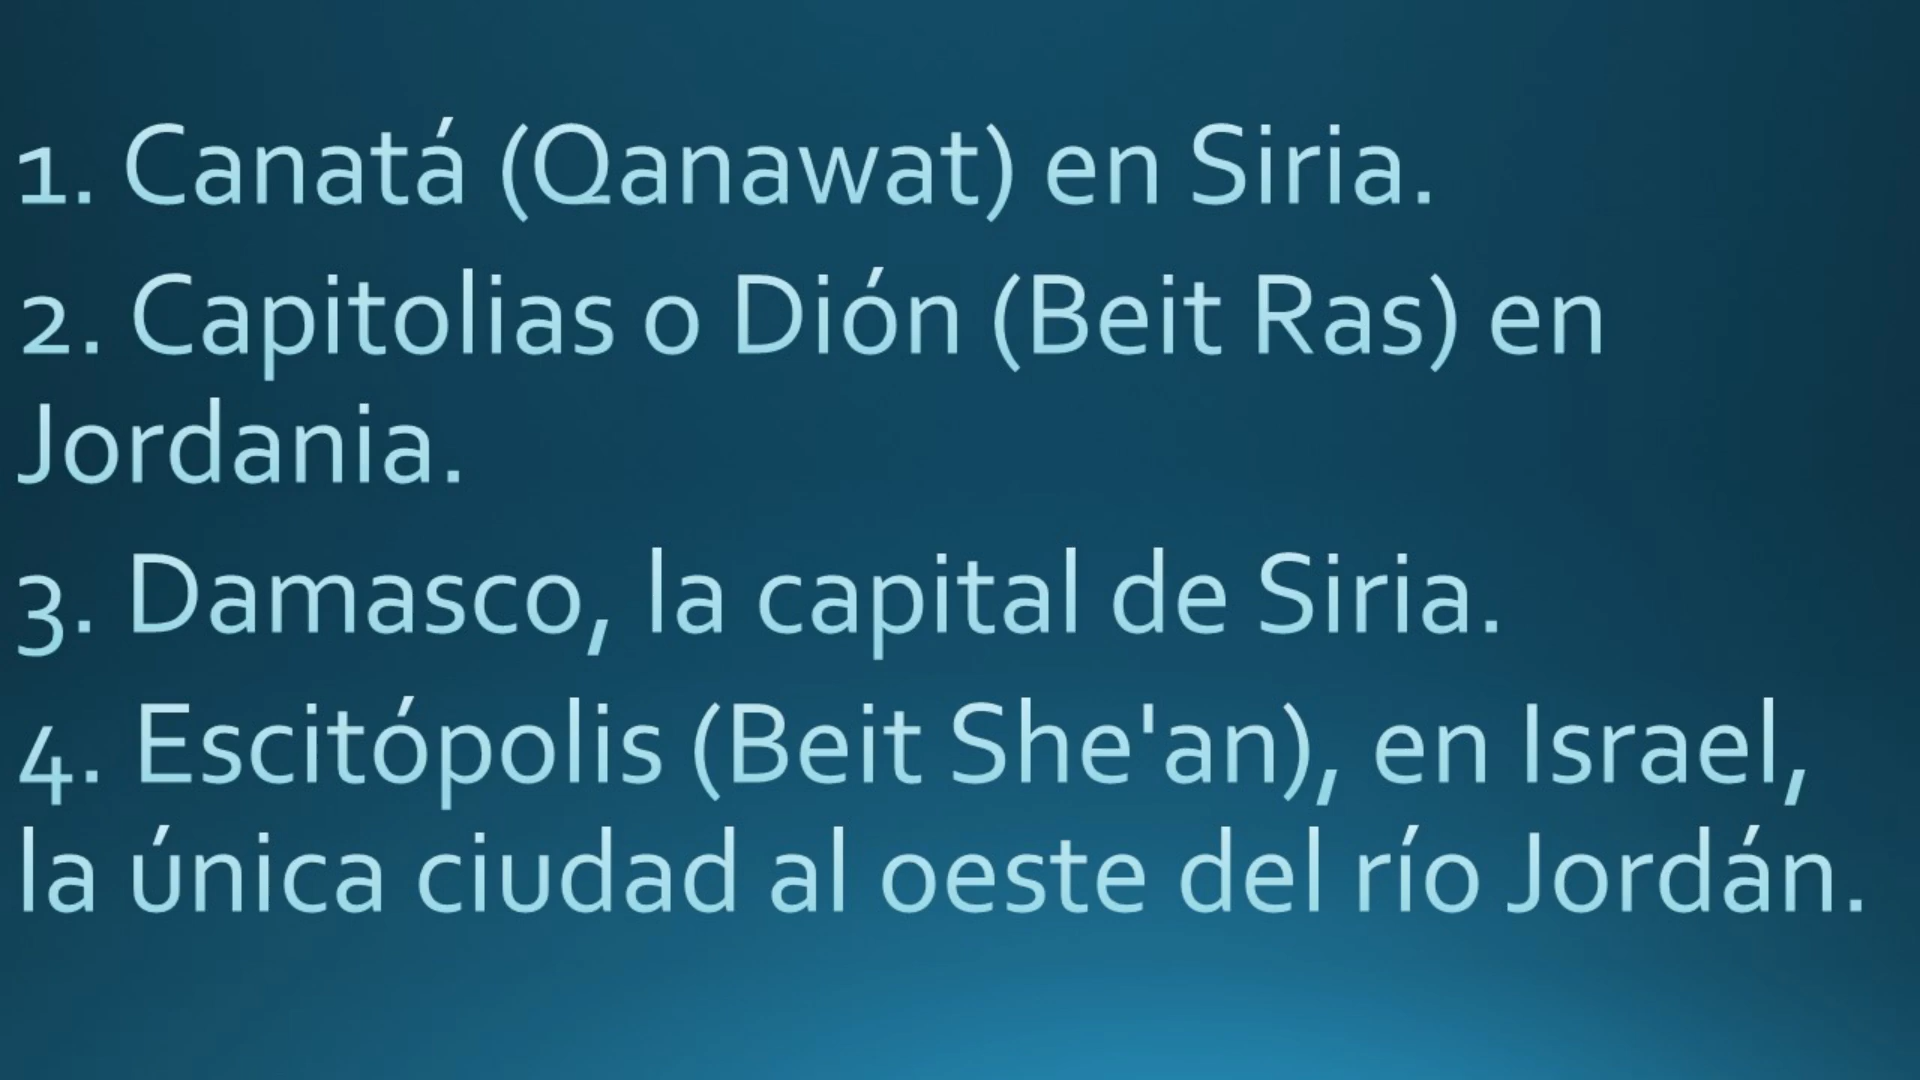 1. Canatá (Qanawat) en Siria.
2. Capitolias o Dión (Beit Ras) en
Jordania.
3. Damasco, la capital de Siria.
4. Escitópolis (Beit She'an), en Israel,
la única ciudad al oeste del río Jordán.